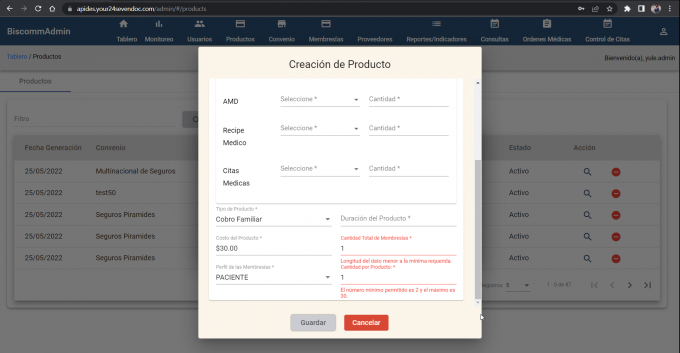 apides.your24sevendoc.com/admin/#/products
BiscommAdmin
Tablero
Monitoreo
Usuarios
Productos
Convenio
Membresías
Proveedores
Reportes/Indicadores
Consultas
Ordenes Médicas
Control de Citas
Tablero / Productos
Bienvenido(a), yule.admin
Productos
Creación de Producto
Filtro
AMD
Seleccione *
Cantidad *
Recipe
Medico
Seleccione *
Cantidad *
Citas
Medicas
Seleccione *
Cantidad *
Fecha Generación
Convenio
Estado
Acción
25/05/2022
Multinacional de Seguros
Activo
25/05/2022
test50
Activo
25/05/2022
Seguros Piramides
Activo
25/05/2022
Seguros Piramides
Activo
25/05/2022
Seguros Piramides
Activo
Tipo de Producto *
Cobro Familiar
Duración del Producto *
Costo del Producto *
$30.00
Cantidad Total de Membresías *
1
Longitud del dato menor a la mínima requerida.
Perfil de las Membresías *
PACIENTE
Cantidad por Producto: *
1
El número mínimo permitido es 2 y el máximo es
30.
5
1 - 5 of 87
Guardar
Cancelar